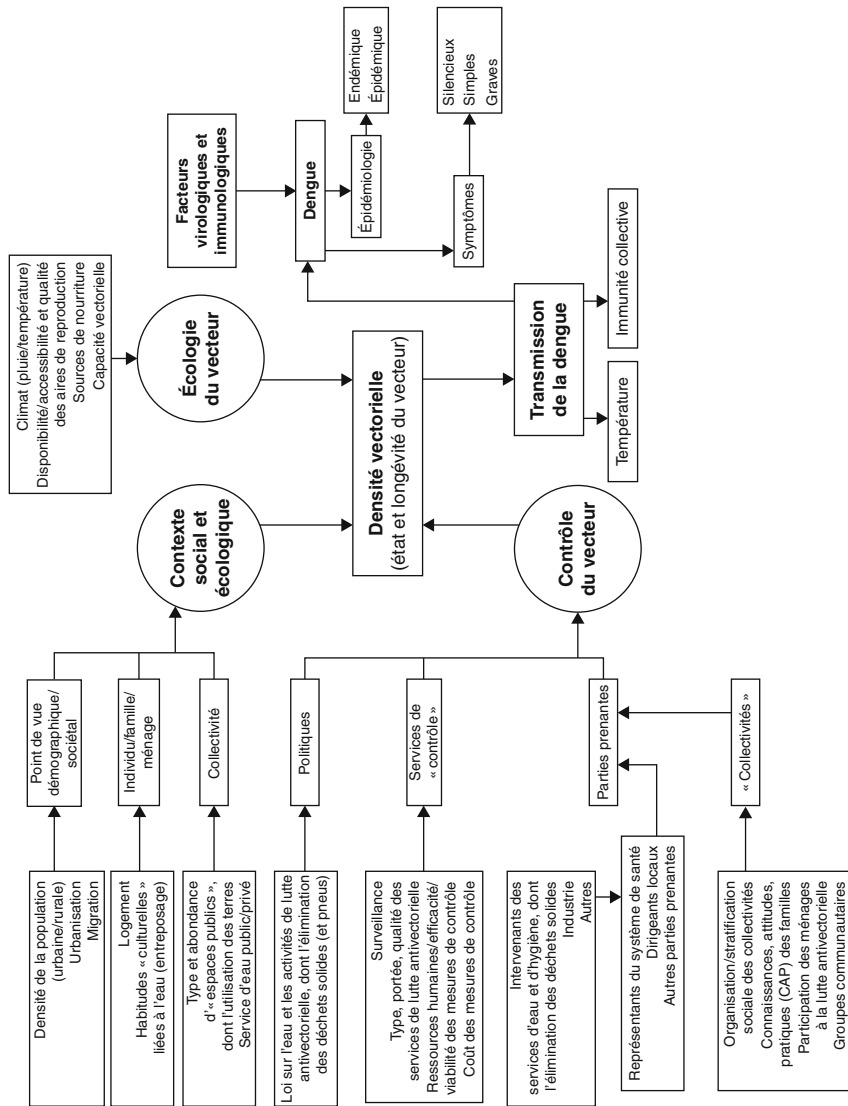 Densité de la population
(urbaine/rurale)
Urbanisation
Migration
Logement
Habitudes « culturelles »
liées à l'eau (entreposage)
Type et abondance
d'« espaces publics »,
dont l'utilisation des terres
Service d'eau public/privé
Loi sur l'eau et les activités de lutte
antivectorielle, dont l'élimination
des déchets solides (et pneus)
Surveillance
Type, portée, qualité des
services de lutte antivectorielle
Ressources humaines/efficacité/
viabilité des mesures de contrôle
Coût des mesures de contrôle
Intervenants des
services d'eau et d'hygiène, dont
l'élimination des déchets solides
Industrie
Autres
Représentants du système de santé
Dirigeants locaux
Autres parties prenantes
Organisation/stratification
sociale des collectivités
Connaissances, attitudes,
pratiques (CAP) des familles
Participation des ménages
à la lutte antivectorielle
Groupes communautaires
Point de vue
démographique/
sociétal
Individu/famille/
ménage
Collectivité
Politiques
Services de
« contrôle »
Parties prenantes
« Collectivités »
Contexte
social et
écologique
Climat (pluie/température)
Disponibilité/accessibilité et qualité
des aires de reproduction
Sources de nourriture
Capacité vectorielle
Écologie
du vecteur
Densité vectorielle
(état et longévité du vecteur)
Contrôle
du vecteur
Transmission
de la dengue
Température
Immunité collective
Facteurs
virologiques et
immunologiques
Dengue
Épidémiologie
Endémique
Épidémique
Symptômes
Silencieux
Simples
Graves